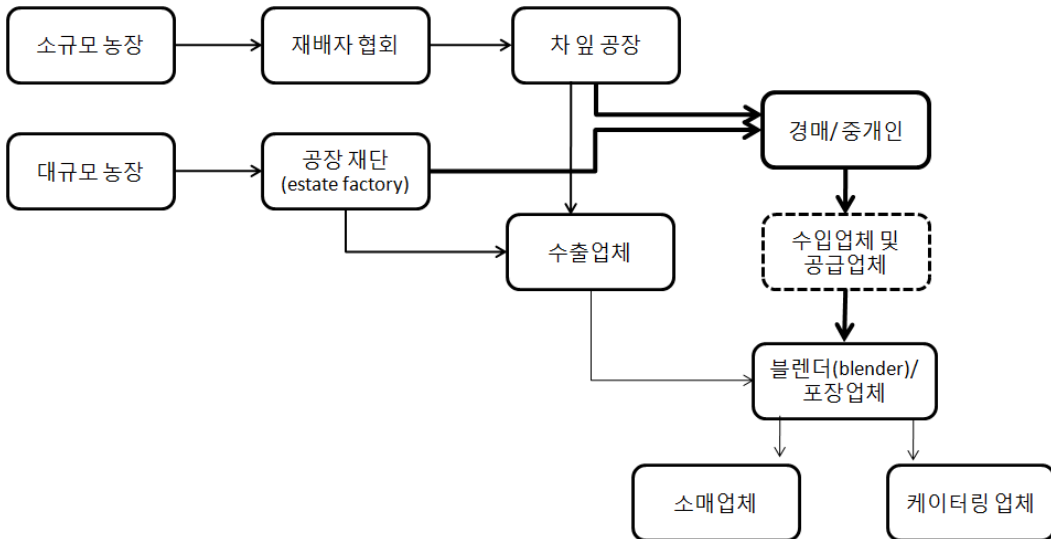 소규모 농장
재배자 협회
차 잎 공장
경매/ 중개인
대규모 농장
공장 재단
(estate factory)
수출업체
수입업체 및
공급업체
블렌더(blender)/
포장업체
소매업체
케이터링 업체